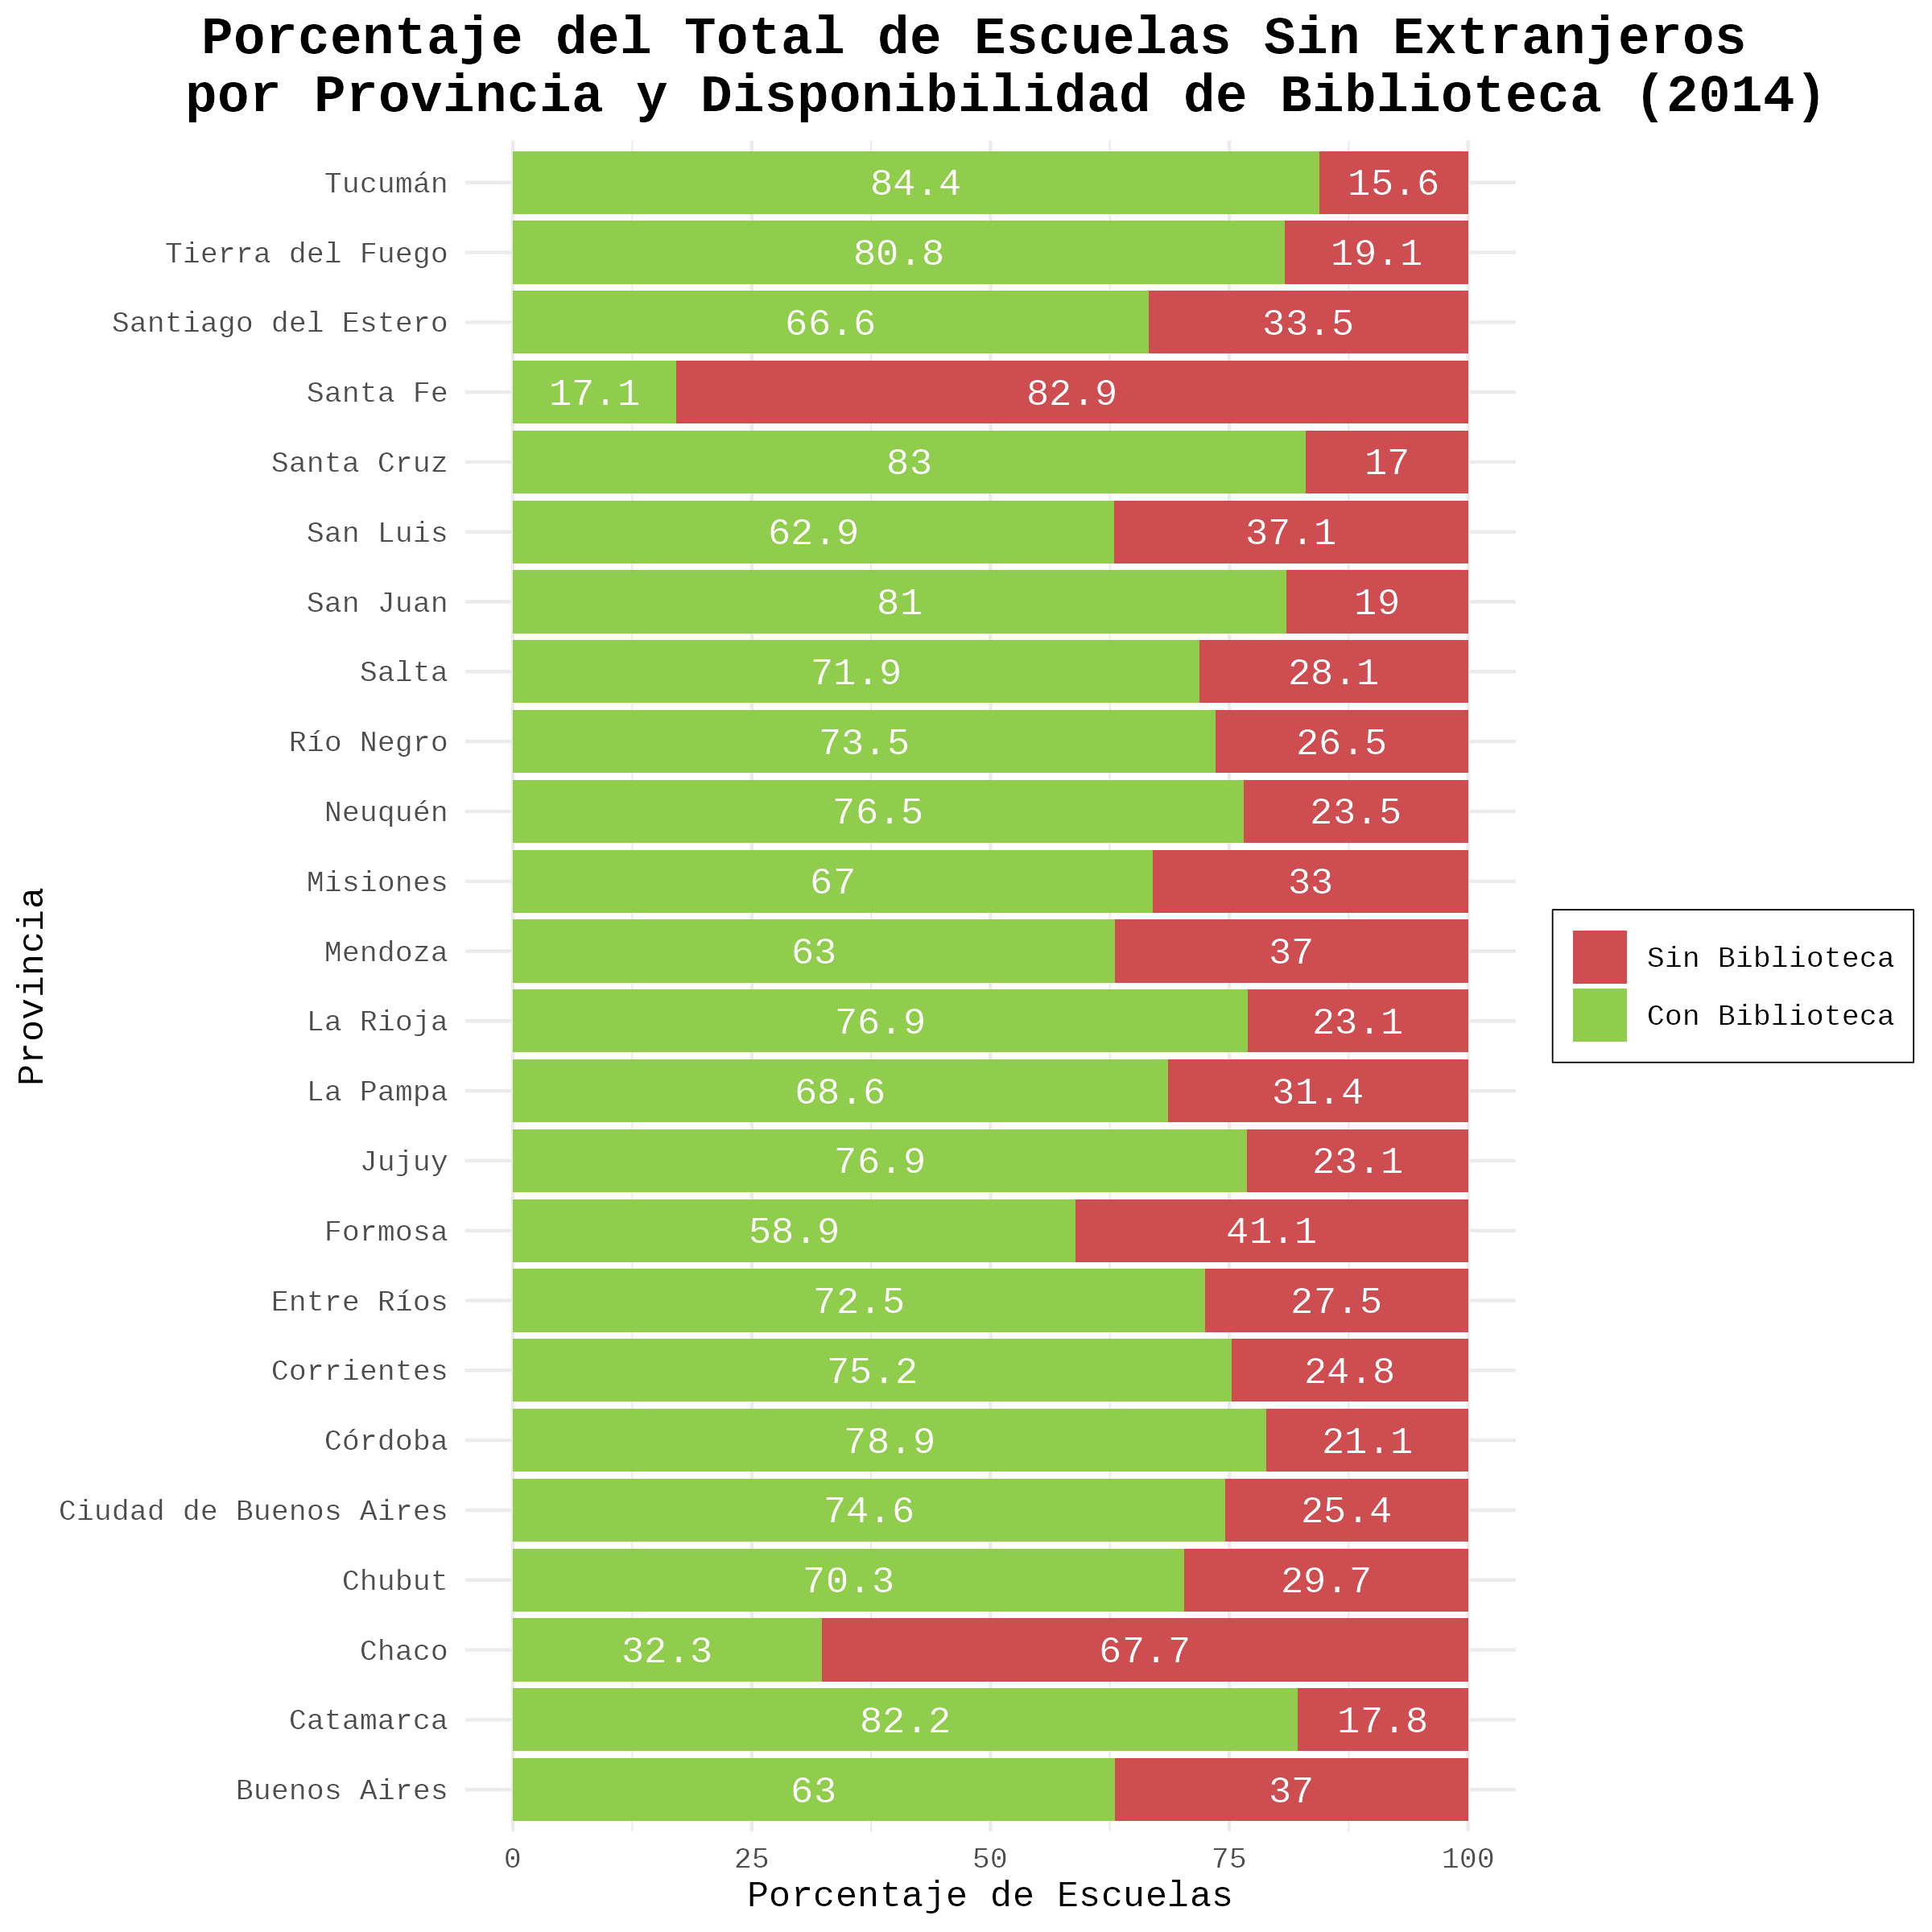 Porcentaje del Total de Escuelas Sin Extranjeros
por Provincia y Disponibilidad de Biblioteca (2014)
Provincia
Tucumán 84.4 15.6
Tierra del Fuego 80.8 19.1
Santiago del Estero 66.6 33.5
Santa Fe 17.1 82.9
Santa Cruz 83 17
San Luis 62.9 37.1
San Juan 81 19
Salta 71.9 28.1
Río Negro 73.5 26.5
Neuquén 76.5 23.5
Misiones 67 33
Mendoza 63 37
La Rioja 76.9 23.1
La Pampa 68.6 31.4
Jujuy 76.9 23.1
Formosa 58.9 41.1
Entre Ríos 72.5 27.5
Corrientes 75.2 24.8
Córdoba 78.9 21.1
Ciudad de Buenos Aires 74.6 25.4
Chubut 70.3 29.7
Chaco 32.3 67.7
Catamarca 82.2 17.8
Buenos Aires 63 37
0 25 50 75 100
Porcentaje de Escuelas
Sin Biblioteca
Con Biblioteca